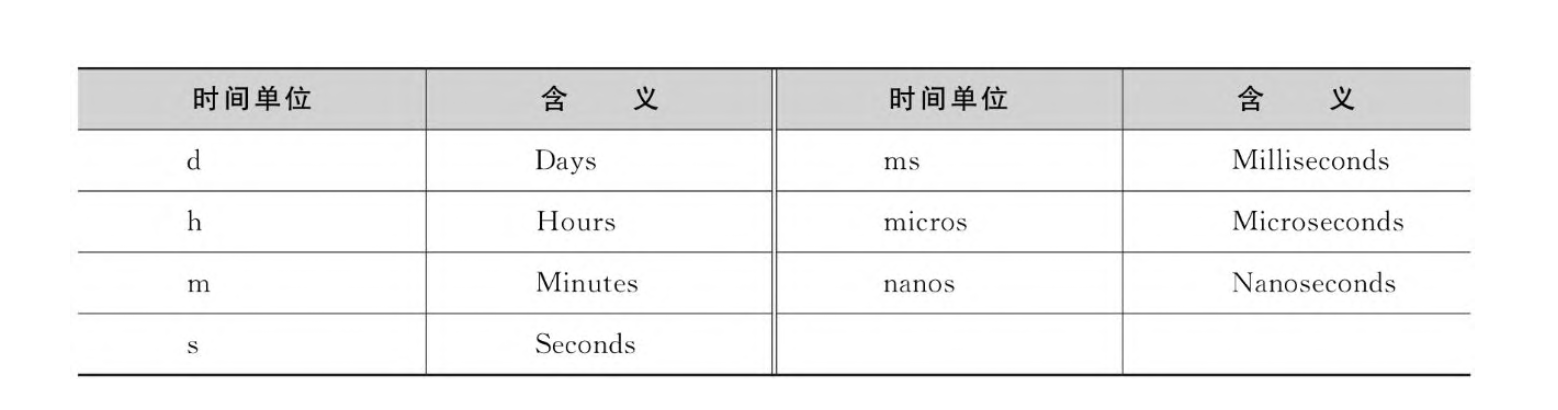 时间单位 含 义 时间单位 含 义
d Days ms Milliseconds
h Hours micros Microseconds
m Minutes nanos Nanoseconds
s Seconds